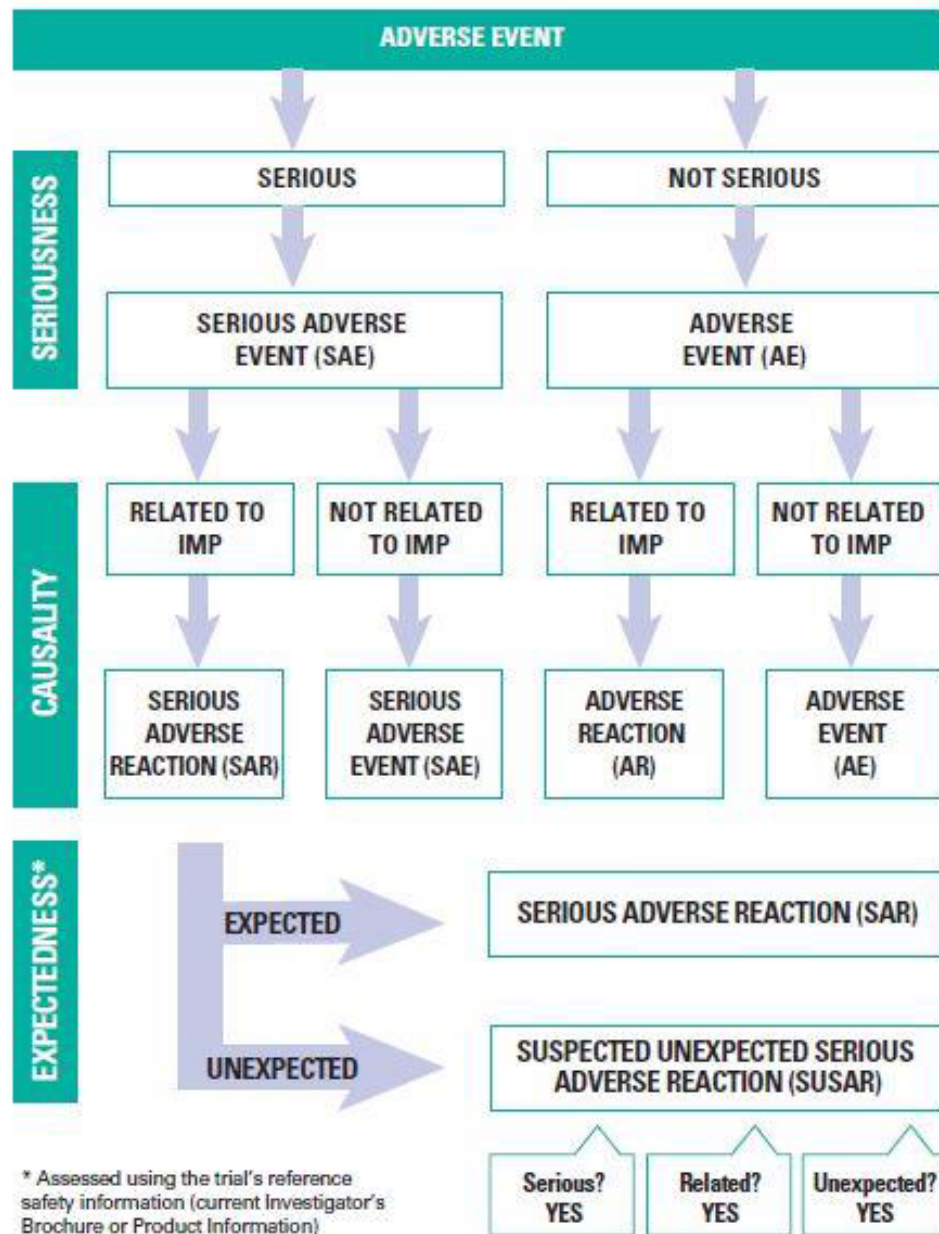 ADVERSE EVENT
SERIOUSNESS
SERIOUS
NOT SERIOUS
SERIOUS ADVERSE
EVENT (SAE)
ADVERSE
EVENT (AE)
CAUSALITY
RELATED TO
IMP
NOT RELATED
TO IMP
RELATED TO
IMP
NOT RELATED
TO IMP
SERIOUS
ADVERSE
REACTION (SAR)
SERIOUS
ADVERSE
EVENT (SAE)
ADVERSE
REACTION
(AR)
ADVERSE
EVENT
(AE)
EXPECTEDNESS*
EXPECTED
SERIOUS ADVERSE REACTION (SAR)
UNEXPECTED
SUSPECTED UNEXPECTED SERIOUS
ADVERSE REACTION (SUSAR)
Serious?
YES
Related?
YES
Unexpected?
YES
* Assessed using the trial's reference
safety information (current Investigator's
Brochure or Product Information)